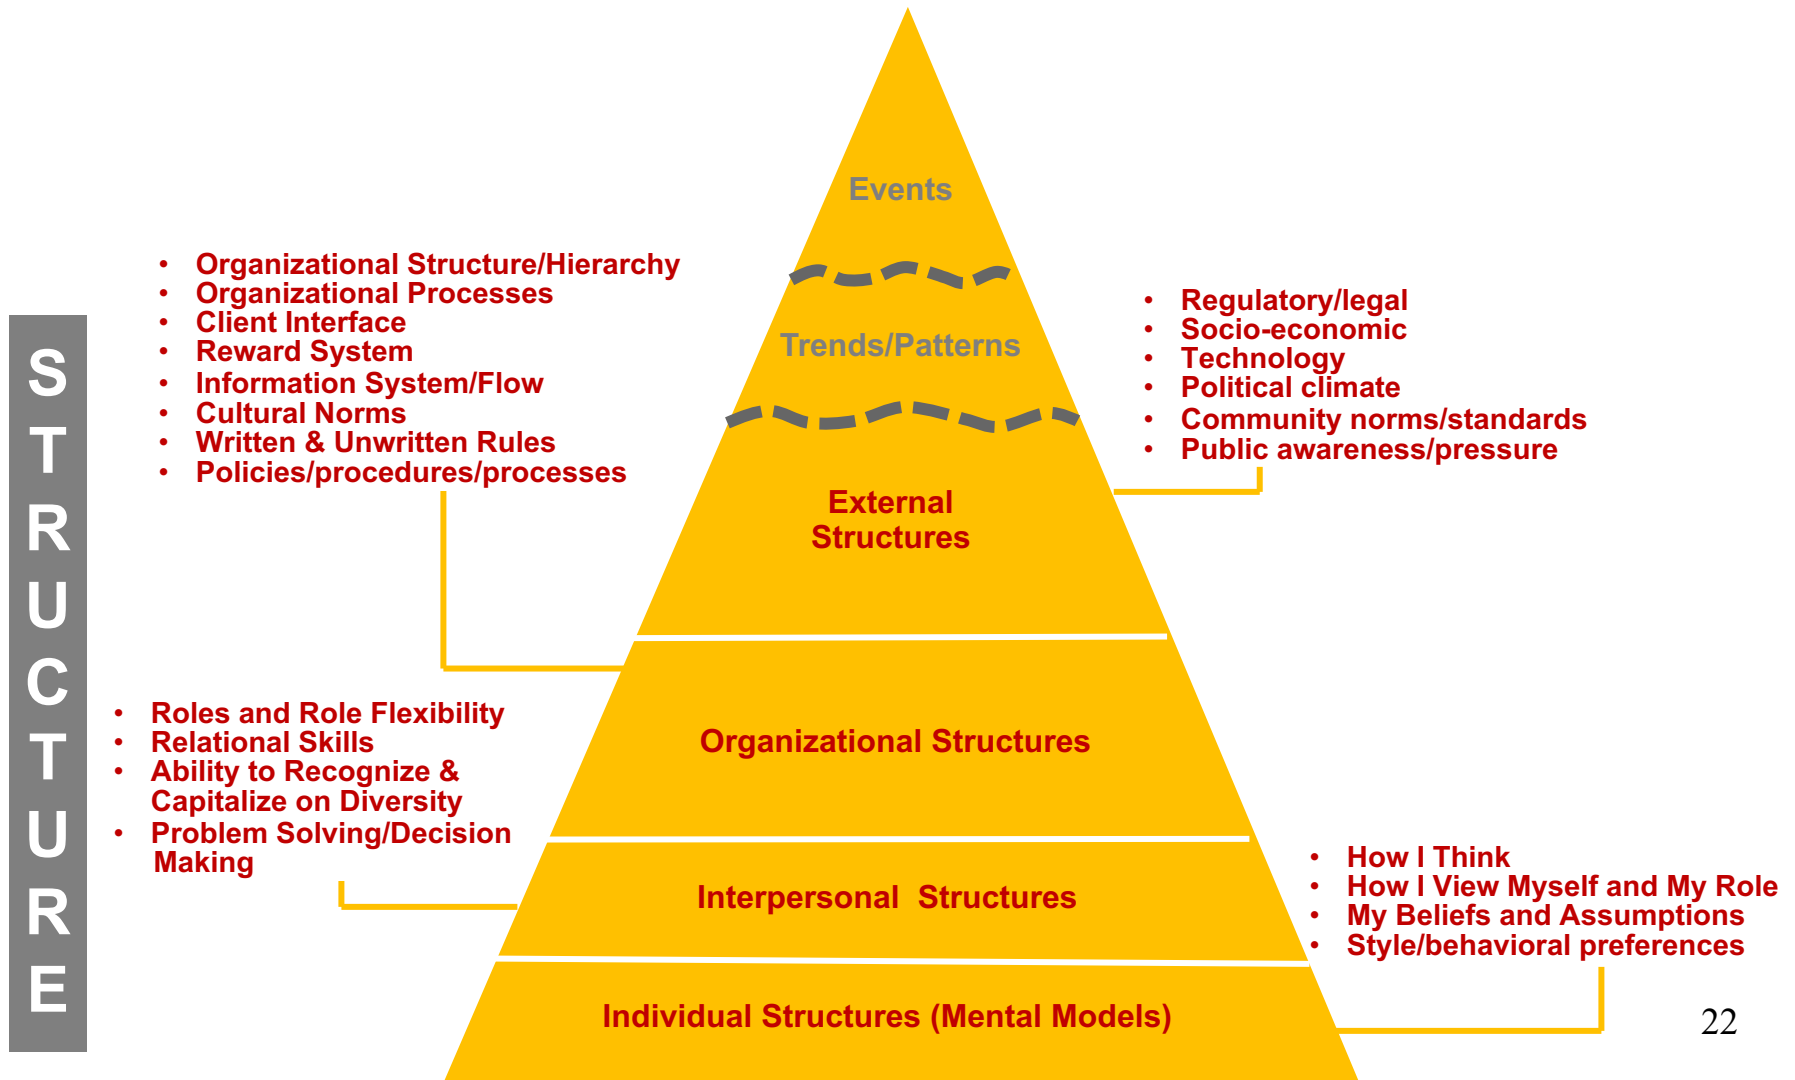 Events
Trends/Patterns
External
Structures
Organizational Structures
Interpersonal  Structures
Individual Structures (Mental Models)
• Organizational Structure/Hierarchy
• Organizational Processes
• Client Interface
• Reward System
• Information System/Flow
• Cultural Norms
• Written & Unwritten Rules
• Policies/procedures/processes
• Regulatory/legal
• Socio-economic
• Technology
• Political climate
• Community norms/standards
• Public awareness/pressure
• Roles and Role Flexibility
• Relational Skills
• Ability to Recognize &
Capitalize on Diversity
• Problem Solving/Decision
Making
• How I Think
• How I View Myself and My Role
• My Beliefs and Assumptions
• Style/behavioral preferences
S
T
R
U
C
T
U
R
E
22